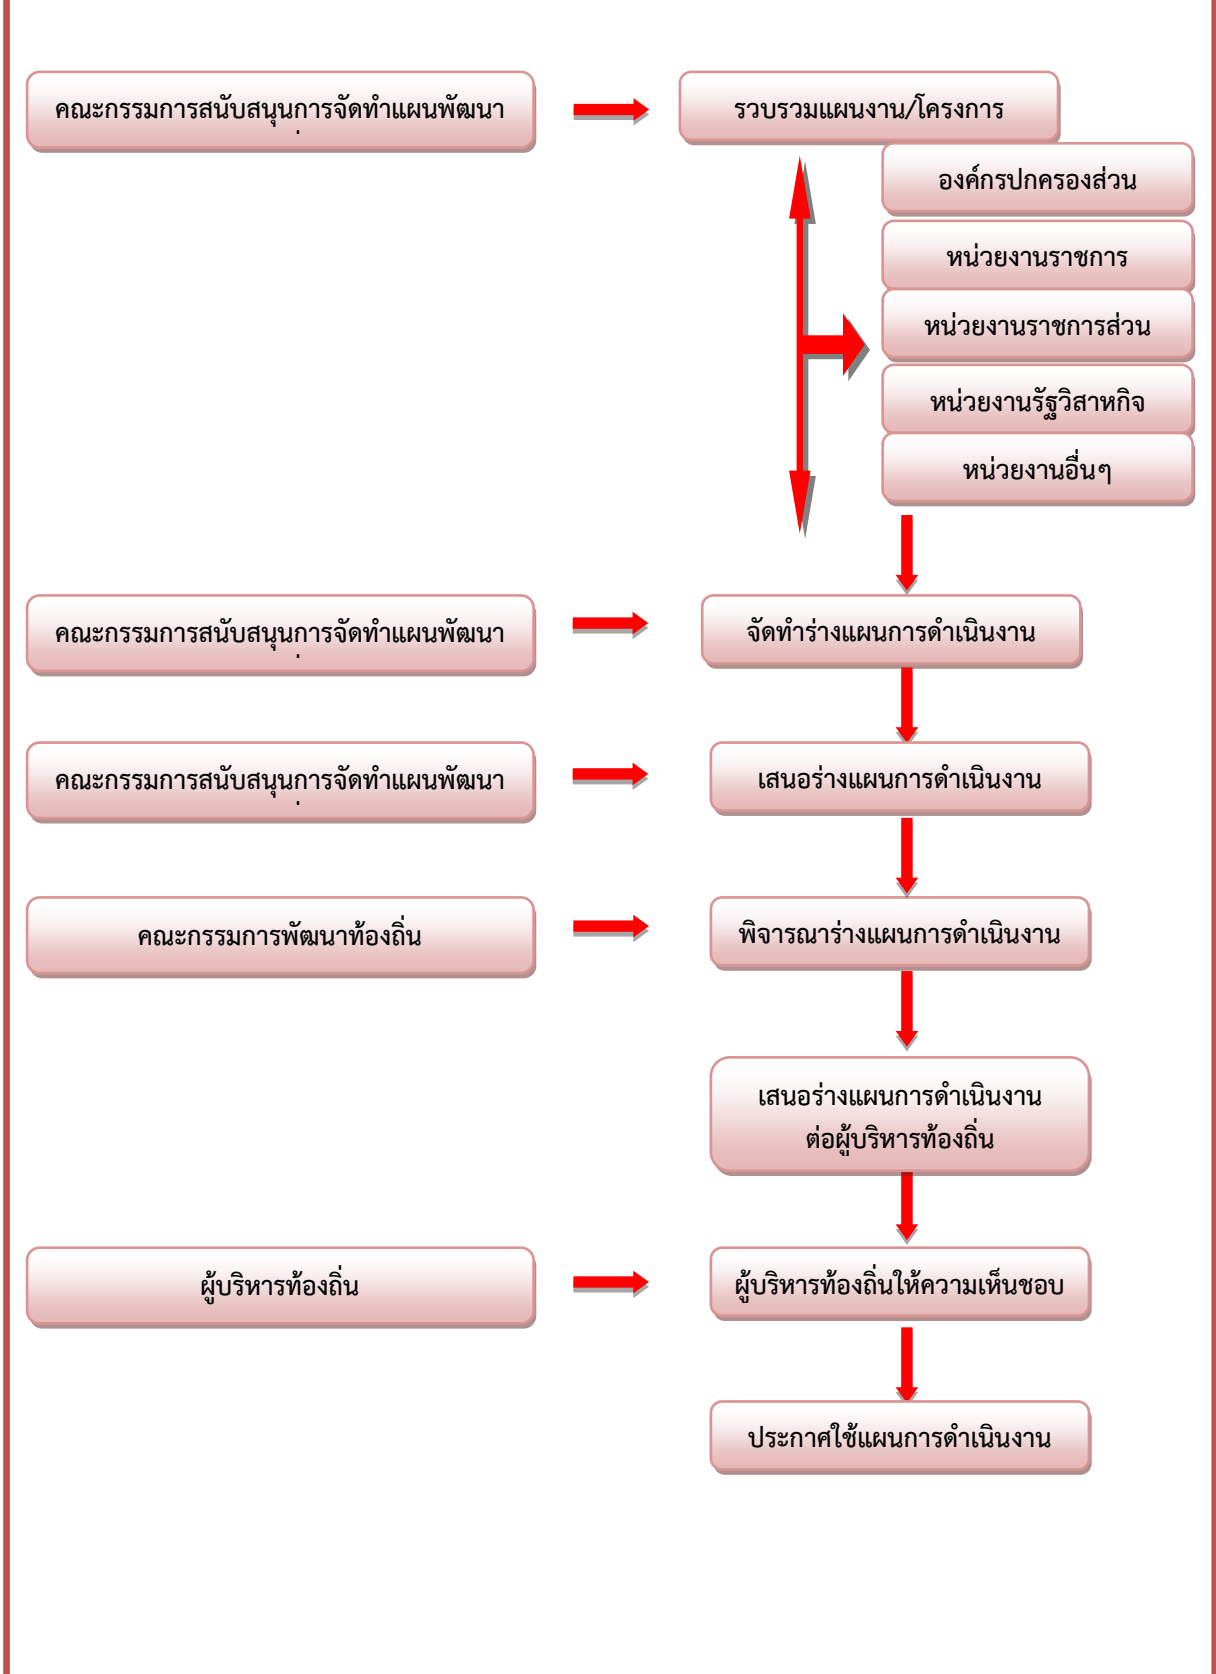 คณะกรรมการสนับสนุนการจัดทำแผนพัฒนา
รวบรวมแผนงาน/โครงการ
องค์กรปกครองส่วน
หน่วยงานราชการ
หน่วยงานราชการส่วน
หน่วยงานรัฐวิสาหกิจ
หน่วยงานอื่นๆ
คณะกรรมการสนับสนุนการจัดทำแผนพัฒนา
จัดทำร่างแผนการดำเนินงาน
คณะกรรมการสนับสนุนการจัดทำแผนพัฒนา
เสนอร่างแผนการดำเนินงาน
คณะกรรมการพัฒนาท้องถิ่น
พิจารณาร่างแผนการดำเนินงาน
เสนอร่างแผนการดำเนินงาน
ต่อผู้บริหารท้องถิ่น
ผู้บริหารท้องถิ่น
ผู้บริหารท้องถิ่นให้ความเห็นชอบ
ประกาศใช้แผนการดำเนินงาน